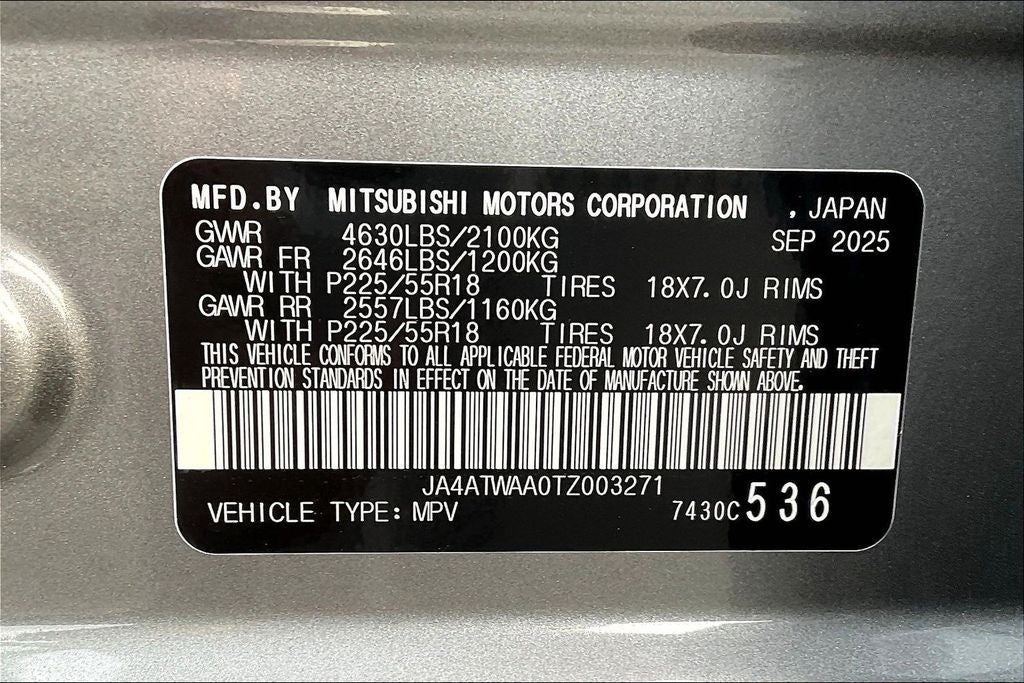 MFD.BY MITSUBISHI MOTORS CORPORATION , JAPAN
GWWR 4630LBS/2100KG SEP 2025
GAWR FR 2646LBS/1200KG
WITH P225/55R18 TIRES 18X7.0J RIMS
GAWR RR 2557LBS/1160KG
WITH P225/55R18 TIRES 18X7.0J RIMS
THIS VEHICLE CONFORMS TO ALL APPLICABLE FEDERAL MOTOR VEHICLE SAFETY AND THEFT
PREVENTION STANDARDS IN EFFECT ON THE DATE OF MANUFACTURE SHOWN ABOVE.
JA4ATWAA0TZ003271
VEHICLE TYPE: MPV 7430C 536